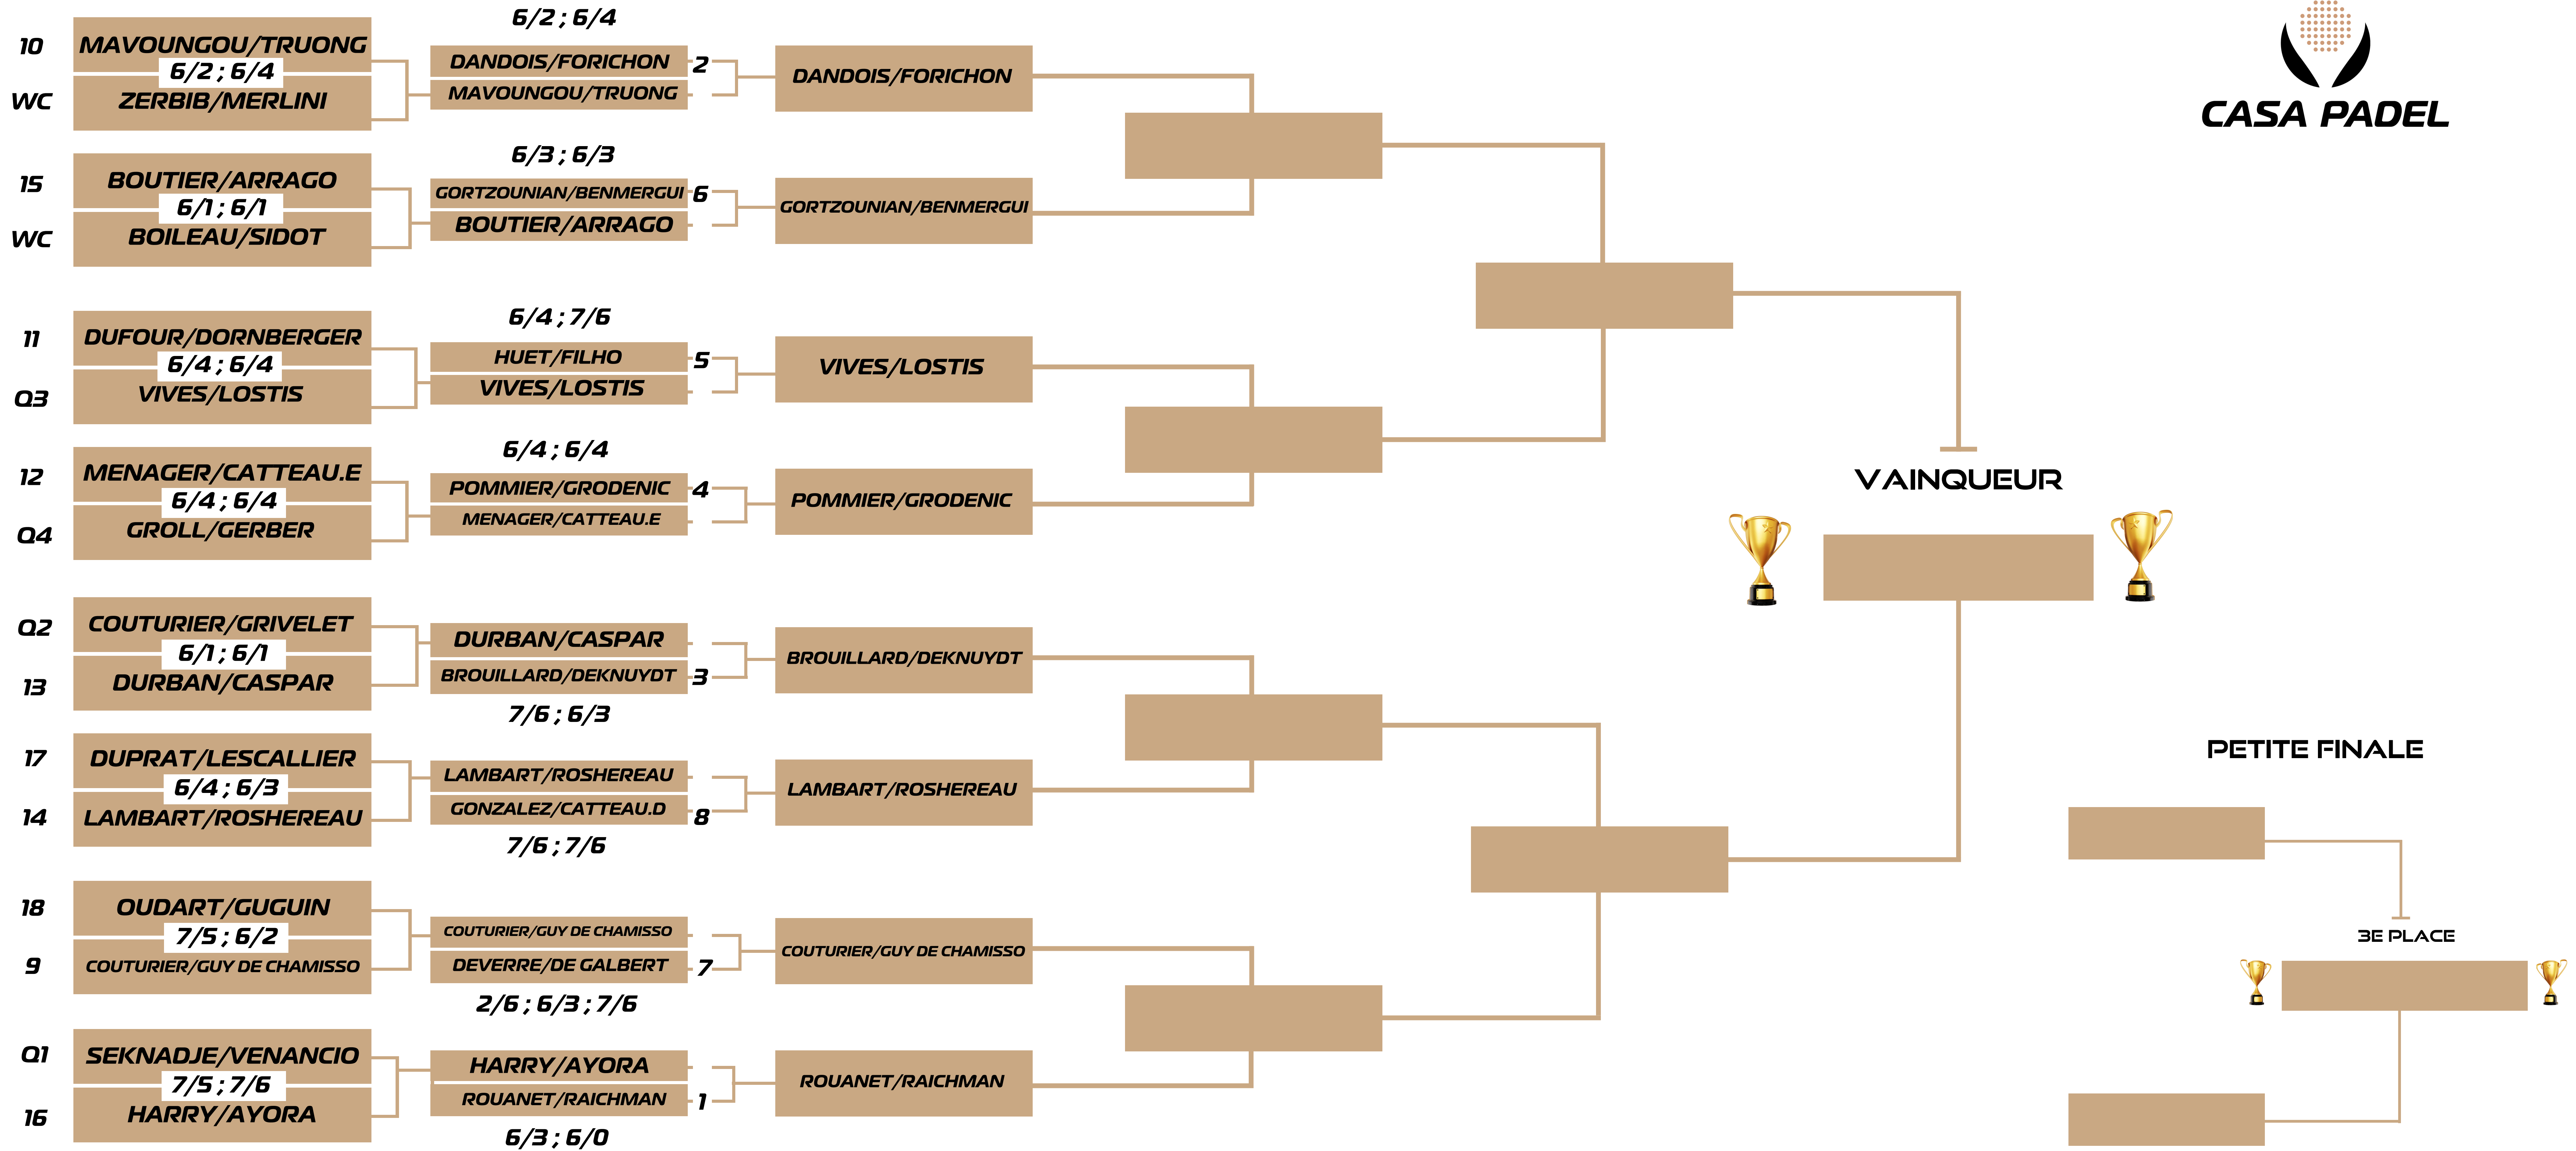 10
MAVOUNGOU/TRUONG
6/2 ; 6/4
WC
ZERBIB/MERLINI
15
BOUTIER/ARRAGO
6/1 ; 6/1
WC
BOILEAU/SIDOT
11
DUFOUR/DORNBERGER
6/4 ; 6/4
Q3
VIVES/LOSTIS
12
MENAGER/CATTEAU.E
6/4 ; 6/4
Q4
GROLL/GERBER
Q2
COUTURIER/GRIVELET
6/1 ; 6/1
13
DURBAN/CASPAR
17
DUPRAT/LESCALLIER
6/4 ; 6/3
14
LAMBART/ROSHEREAU
18
OUDART/GUGUIN
7/5 ; 6/2
9
COUTURIER/GUY DE CHAMISSO
Q1
SEKNADJE/VENANCIO
7/5 ; 7/6
16
HARRY/AYORA
6/2 ; 6/4
DANDOIS/FORICHON 2
MAVOUNGOU/TRUONG
6/3 ; 6/3
GORTZOUNIAN/BENMERGUI 6
BOUTIER/ARRAGO
6/4 ; 7/6
HUET/FILHO 5
VIVES/LOSTIS
6/4 ; 6/4
POMMIER/GRODENIC 4
MENAGER/CATTEAU.E
DURBAN/CASPAR
BROUILLARD/DEKNUYDT 3
7/6 ; 6/3
LAMBART/ROSHEREAU
GONZALEZ/CATTEAU.D 8
7/6 ; 7/6
COUTURIER/GUY DE CHAMISSO
DEVERRE/DE GALBERT 7
2/6 ; 6/3 ; 7/6
HARRY/AYORA
ROUANET/RAICHMAN 1
6/3 ; 6/0
DANDOIS/FORICHON
GORTZOUNIAN/BENMERGUI
VIVES/LOSTIS
POMMIER/GRODENIC
BROUILLARD/DEKNUYDT
LAMBART/ROSHEREAU
COUTURIER/GUY DE CHAMISSO
ROUANET/RAICHMAN
VAINQUEUR
CASA PADEL
PETITE FINALE
3E PLACE